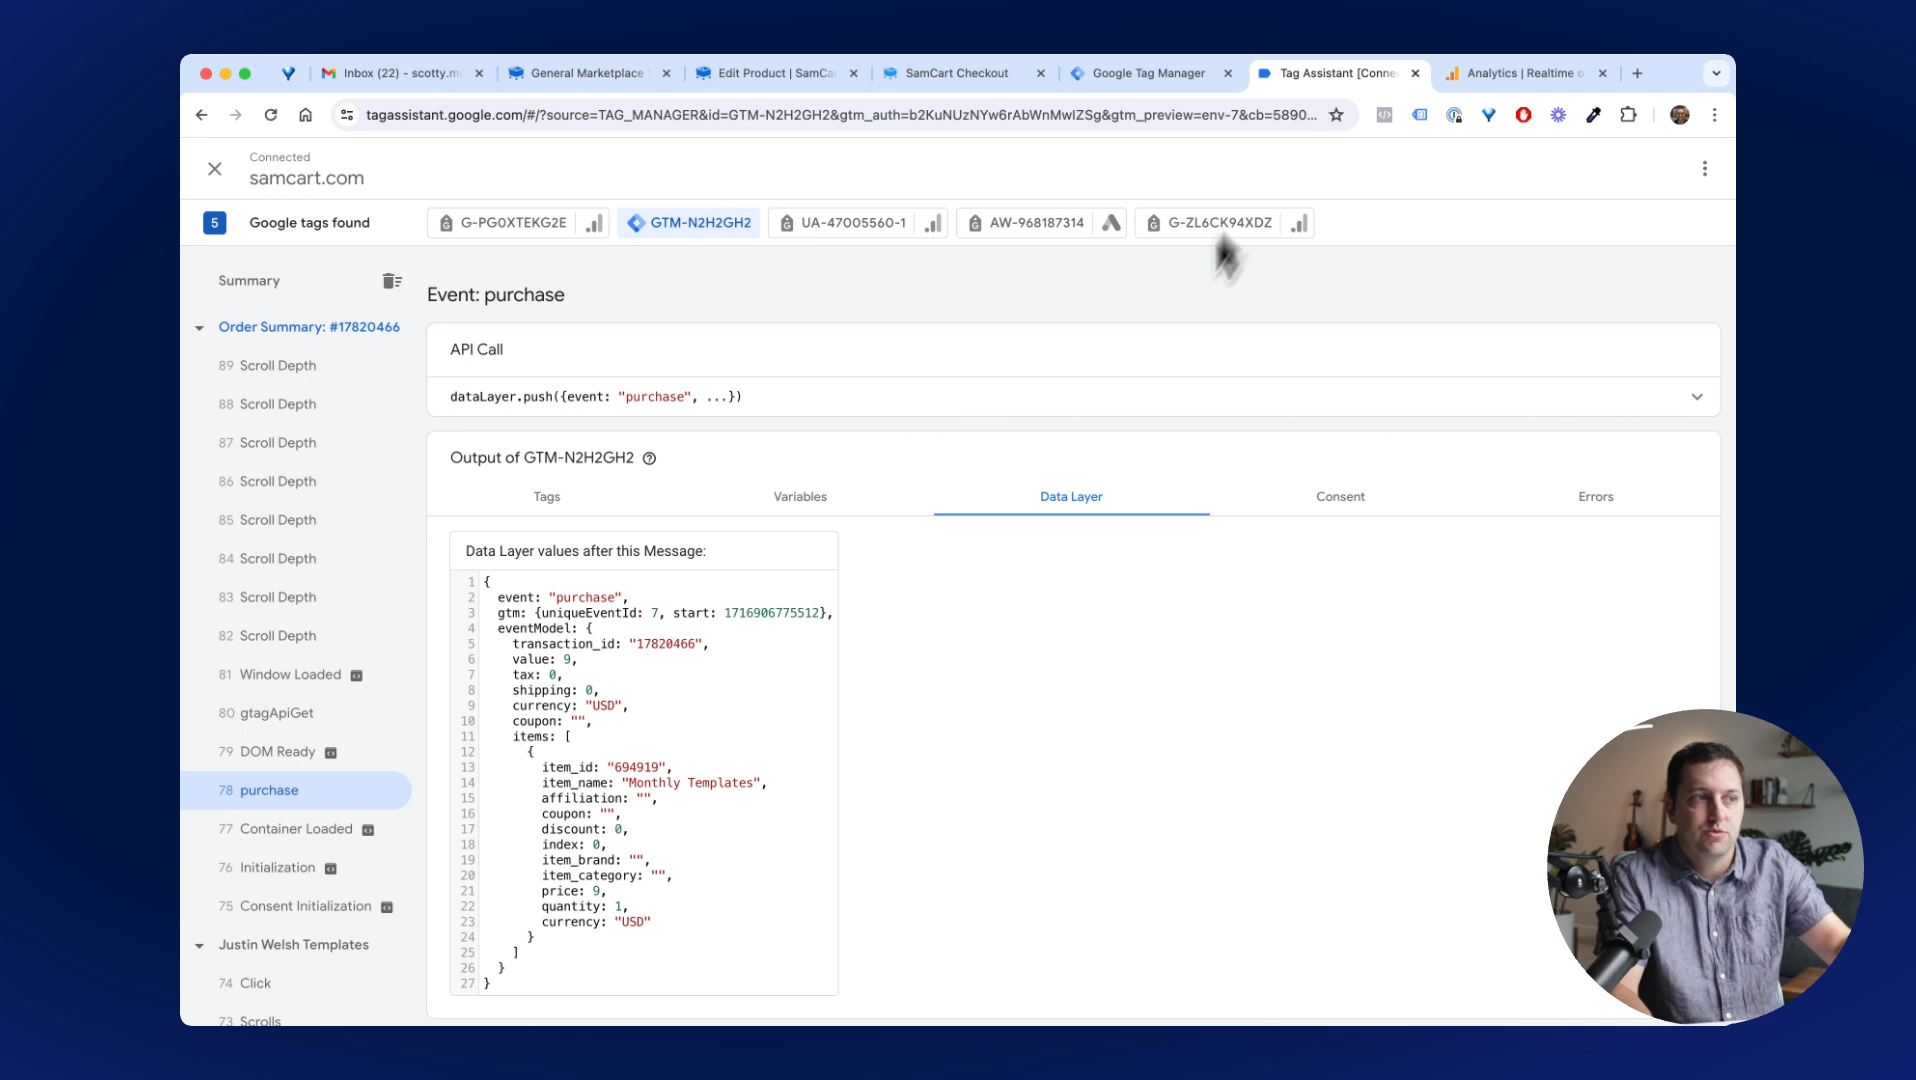 Inbox (22) - scotty.m
General Marketplace
Edit Product | SamCa
SamCart Checkout
Google Tag Manager
Tag Assistant [Conne
Analytics | Realtime o
tagassistant.google.com/#/?source=TAG_MANAGER&id=GTM-N2H2GH2&gtm_auth=b2KuNUzNYw6rAbWnMwIZSg&gtm_preview=env-7&cb=5890...
Connected
samcart.com
5 Google tags found
G-PG0XTEKG2E
GTM-N2H2GH2
UA-47005560-1
AW-968187314
G-ZL6CK94XDZ
Summary
Order Summary: #17820466
89 Scroll Depth
88 Scroll Depth
87 Scroll Depth
86 Scroll Depth
85 Scroll Depth
84 Scroll Depth
83 Scroll Depth
82 Scroll Depth
81 Window Loaded
80 gtagApiGet
79 DOM Ready
78 purchase
77 Container Loaded
76 Initialization
75 Consent Initialization
Justin Welsh Templates
74 Click
73 Scrolls
Event: purchase
API Call
dataLayer.push({event: "purchase", ...})
Output of GTM-N2H2GH2
Tags
Variables
Data Layer
Consent
Errors
Data Layer values after this Message:
1 {
2 event: "purchase",
3 gtm: {uniqueEventId: 7, start: 1716906775512},
4 eventModel: {
5 transaction_id: "17820466",
6 value: 9,
7 tax: 0,
8 shipping: 0,
9 currency: "USD",
10 coupon: "",
11 items: [
12 {
13 item_id: "694919",
14 item_name: "Monthly Templates",
15 affiliation: "",
16 coupon: "",
17 discount: 0,
18 index: 0,
19 item_brand: "",
20 item_category: "",
21 price: 9,
22 quantity: 1,
23 currency: "USD"
24 }
25 ]
26 }
27 }